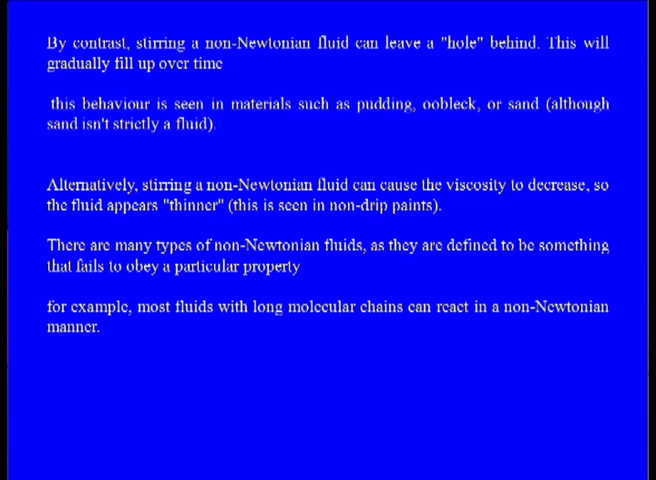 By contrast, stirring a non-Newtonian fluid can leave a "hole" behind. This will
gradually fill up over time
this behaviour is seen in materials such as pudding, oobleck, or sand (although
sand isn't strictly a fluid).
Alternatively, stirring a non-Newtonian fluid can cause the viscosity to decrease, so
the fluid appears "thinner" (this is seen in non-drip paints).
There are many types of non-Newtonian fluids, as they are defined to be something
that fails to obey a particular property
for example, most fluids with long molecular chains can react in a non-Newtonian
manner.